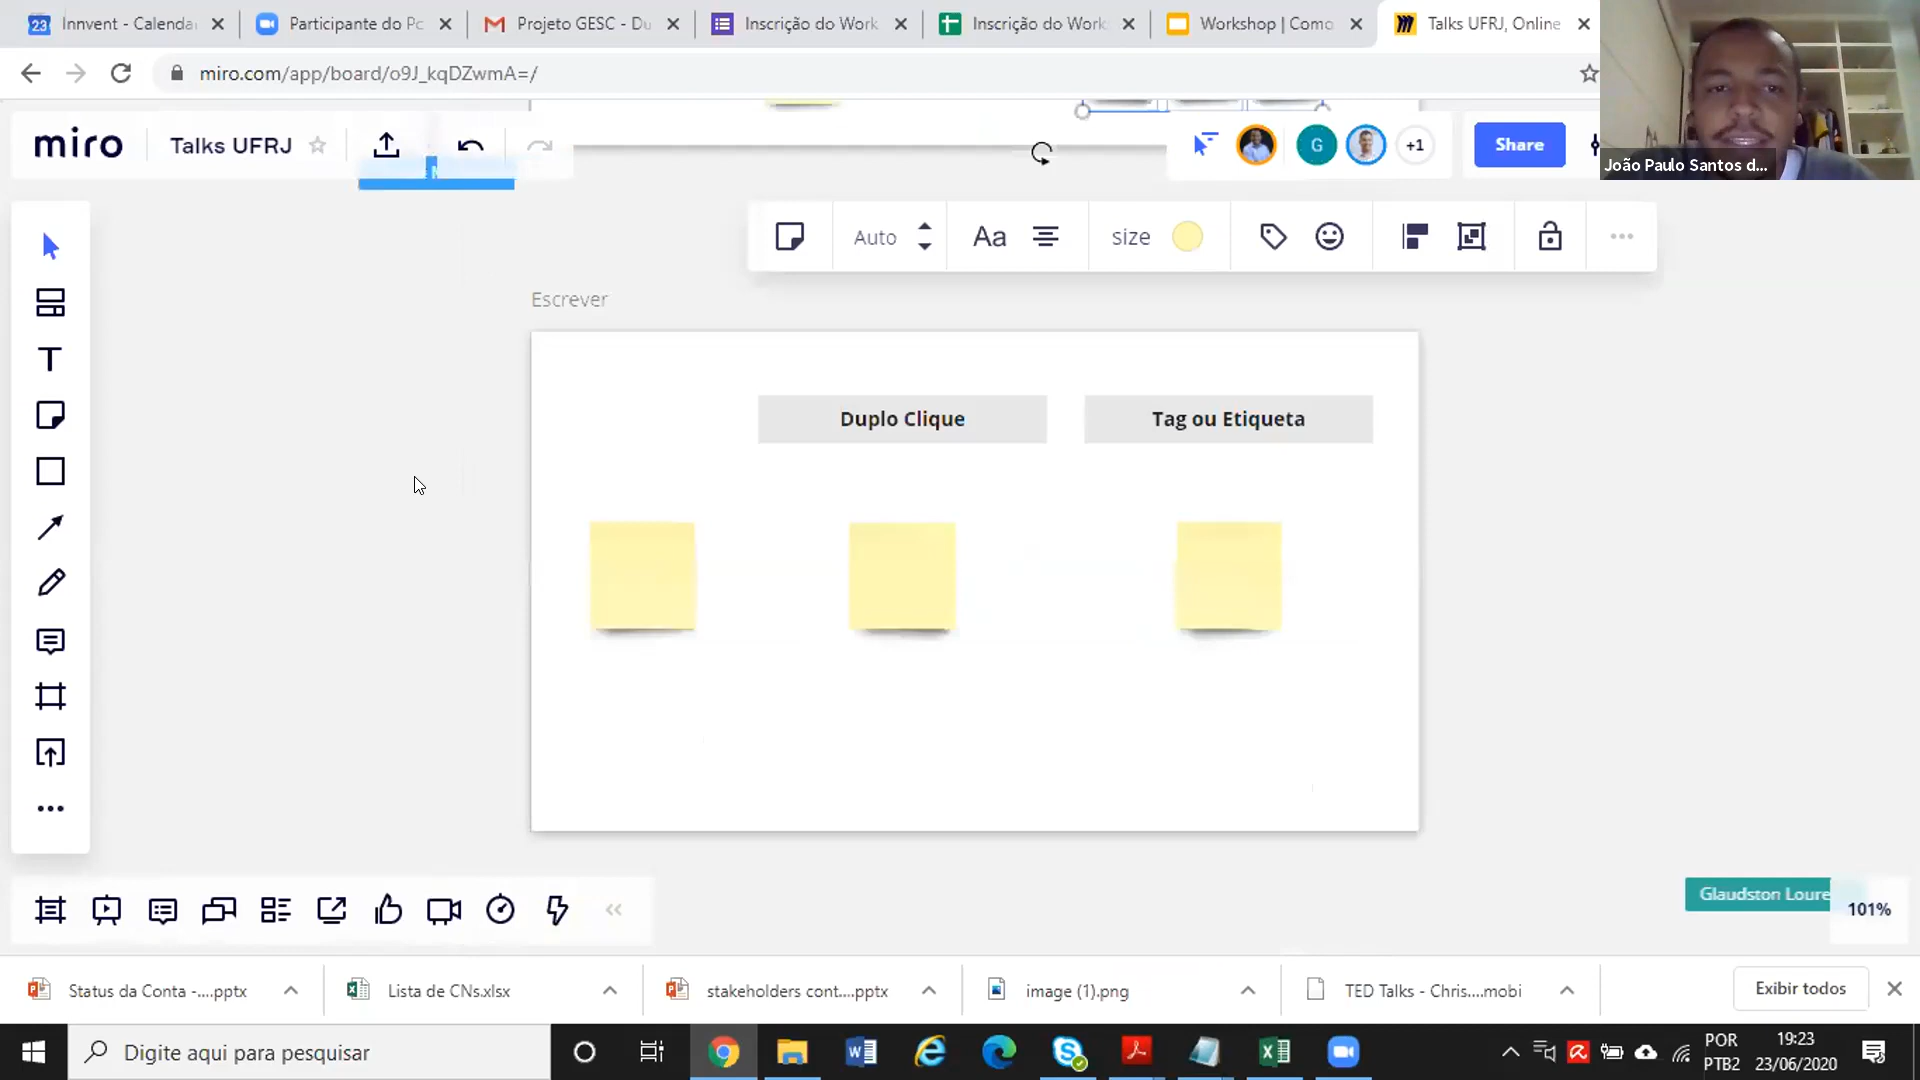 Innvent - Calenda
Participante do Pc
Projeto GESC - Du
Inscrição do Work
Inscrição do Work
Workshop | Como
Talks UFRJ, Online
miro.com/app/board/o9J_kqDZwmA=/
miro
Talks UFRJ
G
+1
Share
João Paulo Santos d...
Auto
Aa
size
Escrever
Duplo Clique
Tag ou Etiqueta
Glaudston Loure
101%
Status da Conta -....pptx
Lista de CNs.xlsx
stakeholders cont....pptx
image (1).png
TED Talks - Chris....mobi
Exibir todos
Digite aqui para pesquisar
POR
PTB2
19:23
23/06/2020